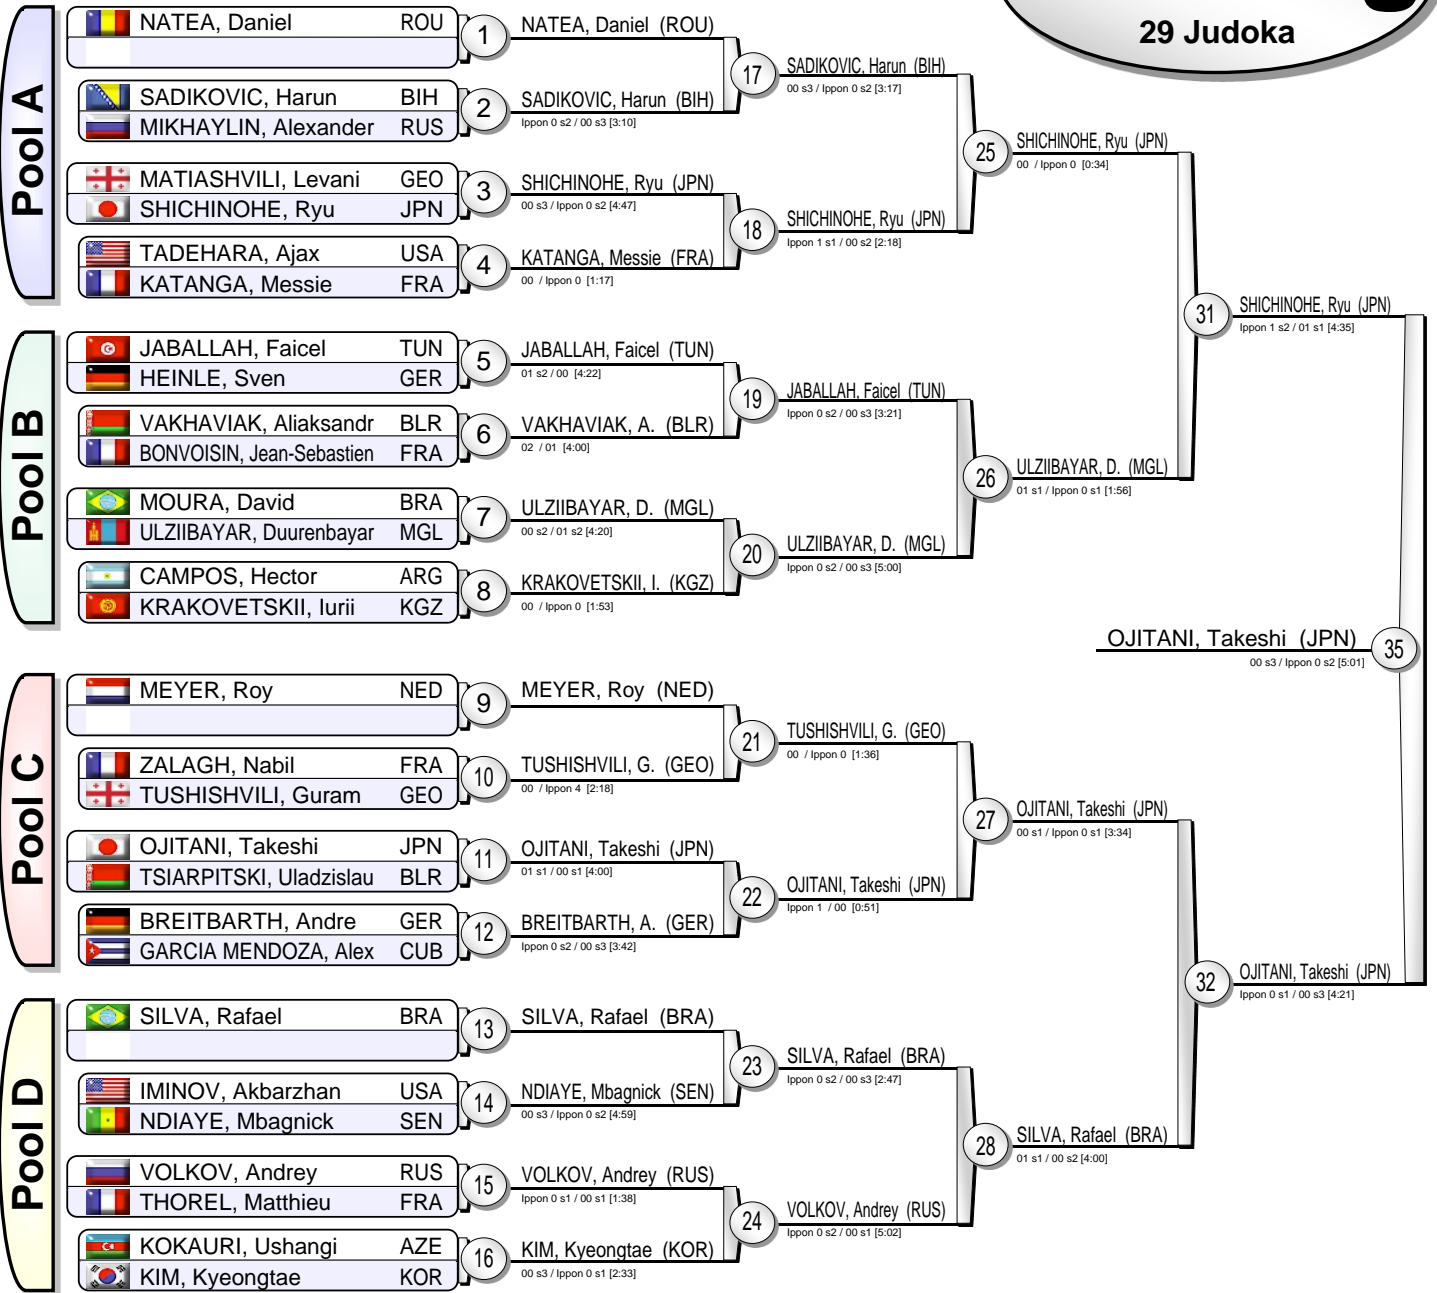 29 Judoka
Pool A
NATEA, Daniel ROU
SADIKOVIC, Harun BIH
MIKHAYLIN, Alexander RUS
MATIASHVILI, Levani GEO
SHICHINOHE, Ryu JPN
TADEHARA, Ajax USA
KATANGA, Messie FRA
Pool B
JABALLAH, Faicel TUN
HEINLE, Sven GER
VAKHAVIAK, Aliaksandr BLR
BONVOISIN, Jean-Sebastien FRA
MOURA, David BRA
ULZIIBAYAR, Duurenbayar MGL
CAMPOS, Hector ARG
KRAKOVETSKII, Iurii KGZ
Pool C
MEYER, Roy NED
ZALAGH, Nabil FRA
TUSHISHVILI, Guram GEO
OJITANI, Takeshi JPN
TSIARPITSKI, Uladzislau BLR
BREITBARTH, Andre GER
GARCIA MENDOZA, Alex CUB
Pool D
SILVA, Rafael BRA
IMINOV, Akbarzhan USA
NDIAYE, Mbagnick SEN
VOLKOV, Andrey RUS
THOREL, Matthieu FRA
KOKAURI, Ushangi AZE
KIM, Kyeongtae KOR
1 NATEA, Daniel (ROU)
2 SADIKOVIC, Harun (BIH)
Ippon 0 s2 / 00 s3 [3:10]
3 SHICHINOHE, Ryu (JPN)
00 s3 / Ippon 0 s2 [4:47]
4 KATANGA, Messie (FRA)
00 / Ippon 0 [1:17]
5 JABALLAH, Faicel (TUN)
01 s2 / 00 [4:22]
6 VAKHAVIAK, A. (BLR)
02 / 01 [4:00]
7 ULZIIBAYAR, D. (MGL)
00 s2 / 01 s2 [4:20]
8 KRAKOVETSKII, I. (KGZ)
00 / Ippon 0 [1:53]
9 MEYER, Roy (NED)
10 TUSHISHVILI, G. (GEO)
00 / Ippon 4 [2:18]
11 OJITANI, Takeshi (JPN)
01 s1 / 00 s1 [4:00]
12 BREITBARTH, A. (GER)
Ippon 0 s2 / 00 s3 [3:42]
13 SILVA, Rafael (BRA)
14 NDIAYE, Mbagnick (SEN)
00 s3 / Ippon 0 s2 [4:59]
15 VOLKOV, Andrey (RUS)
Ippon 0 s1 / 00 s1 [1:38]
16 KIM, Kyeongtae (KOR)
00 s3 / Ippon 0 s1 [2:33]
17 SADIKOVIC, Harun (BIH)
00 s3 / Ippon 0 s2 [3:17]
18 SHICHINOHE, Ryu (JPN)
Ippon 1 s1 / 00 s2 [2:18]
19 JABALLAH, Faicel (TUN)
Ippon 0 s2 / 00 s3 [3:21]
20 ULZIIBAYAR, D. (MGL)
Ippon 0 s2 / 00 s3 [5:00]
21 TUSHISHVILI, G. (GEO)
00 / Ippon 0 [1:36]
22 OJITANI, Takeshi (JPN)
Ippon 1 / 00 [0:51]
23 SILVA, Rafael (BRA)
Ippon 0 s2 / 00 s3 [2:47]
24 VOLKOV, Andrey (RUS)
Ippon 0 s2 / 00 s1 [5:02]
25 SHICHINOHE, Ryu (JPN)
00 / Ippon 0 [0:34]
26 ULZIIBAYAR, D. (MGL)
01 s1 / Ippon 0 s1 [1:56]
27 OJITANI, Takeshi (JPN)
00 s1 / Ippon 0 s1 [3:34]
28 SILVA, Rafael (BRA)
01 s1 / 00 s2 [4:00]
31 SHICHINOHE, Ryu (JPN)
Ippon 1 s2 / 01 s1 [4:35]
32 OJITANI, Takeshi (JPN)
Ippon 0 s1 / 00 s3 [4:21]
OJITANI, Takeshi (JPN) 35
00 s3 / Ippon 0 s2 [5:01]